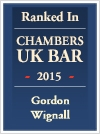 Ranked In
CHAMBERS
UK BAR
- 2015 -
Gordon
Wignall